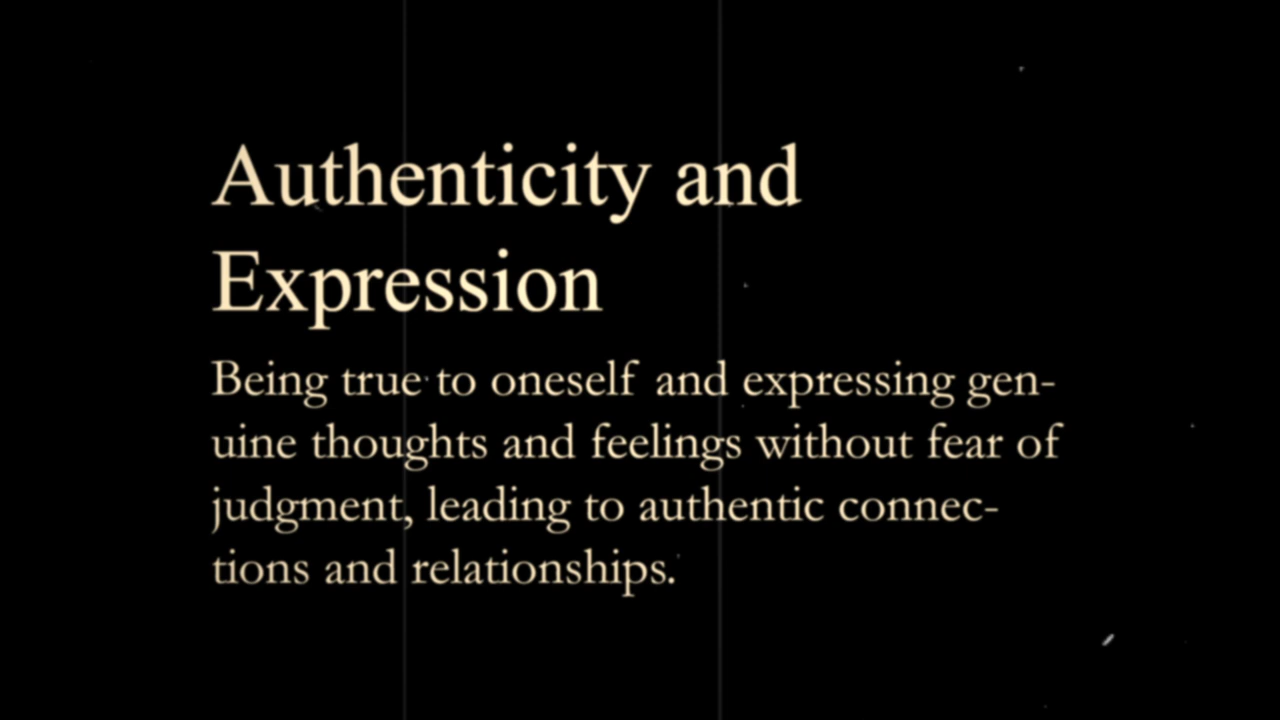 Authenticity and
Expression
Being true to oneself and expressing gen-
uine thoughts and feelings without fear of
judgment, leading to authentic connec-
tions and relationships.